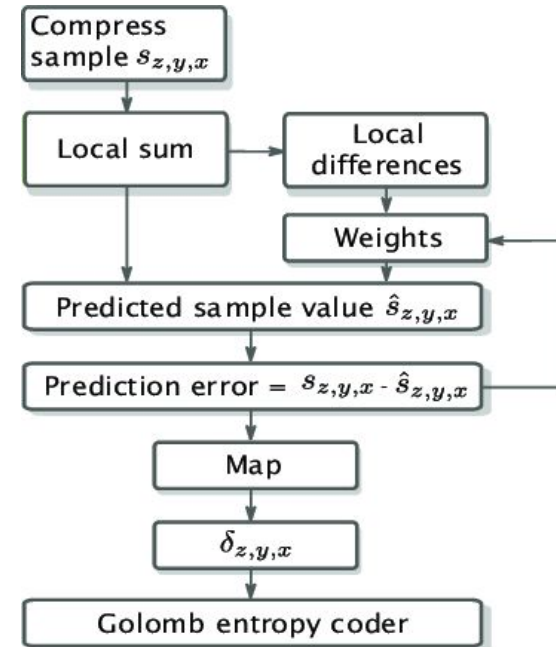 Compress
sample s_{z,y,x}
Local sum
Local
differences
Weights
Predicted sample value ŝ_{z,y,x}
Prediction error = s_{z,y,x} - ŝ_{z,y,x}
Map
δ_{z,y,x}
Golomb entropy coder